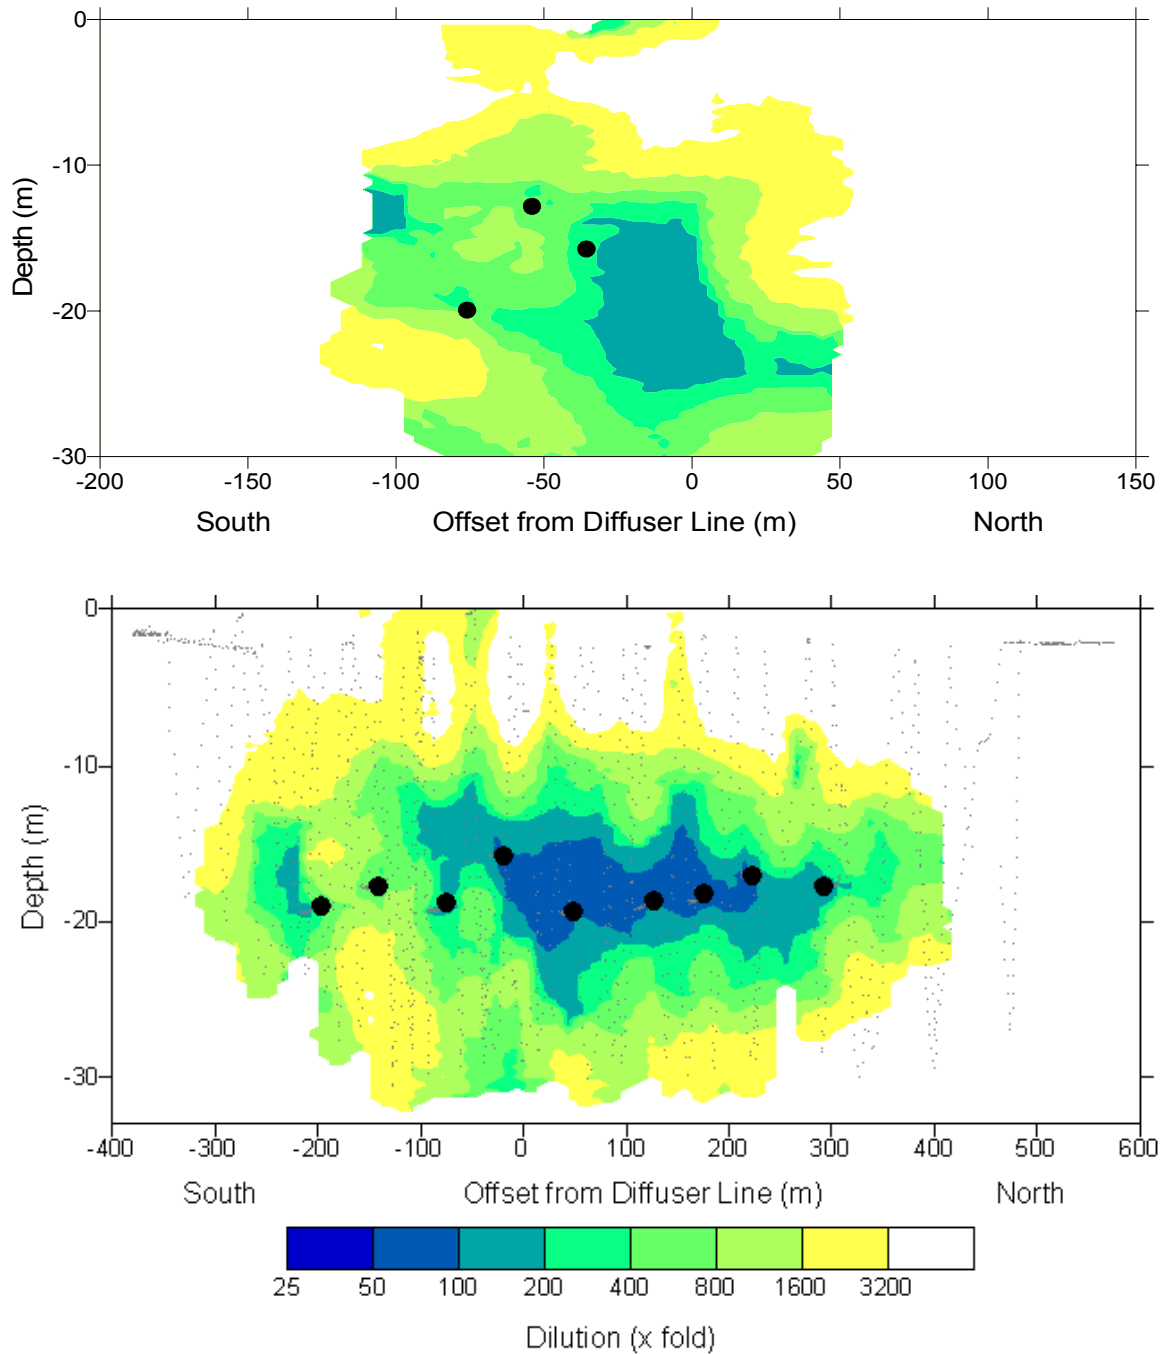 0
-10
-20
-30
Depth (m)
-200 -150 -100 -50 0 50 100 150
South Offset from Diffuser Line (m) North
0
-10
-20
-30
Depth (m)
-400 -300 -200 -100 0 100 200 300 400 500 600
South Offset from Diffuser Line (m) North
25 50 100 200 400 800 1600 3200
Dilution (x fold)